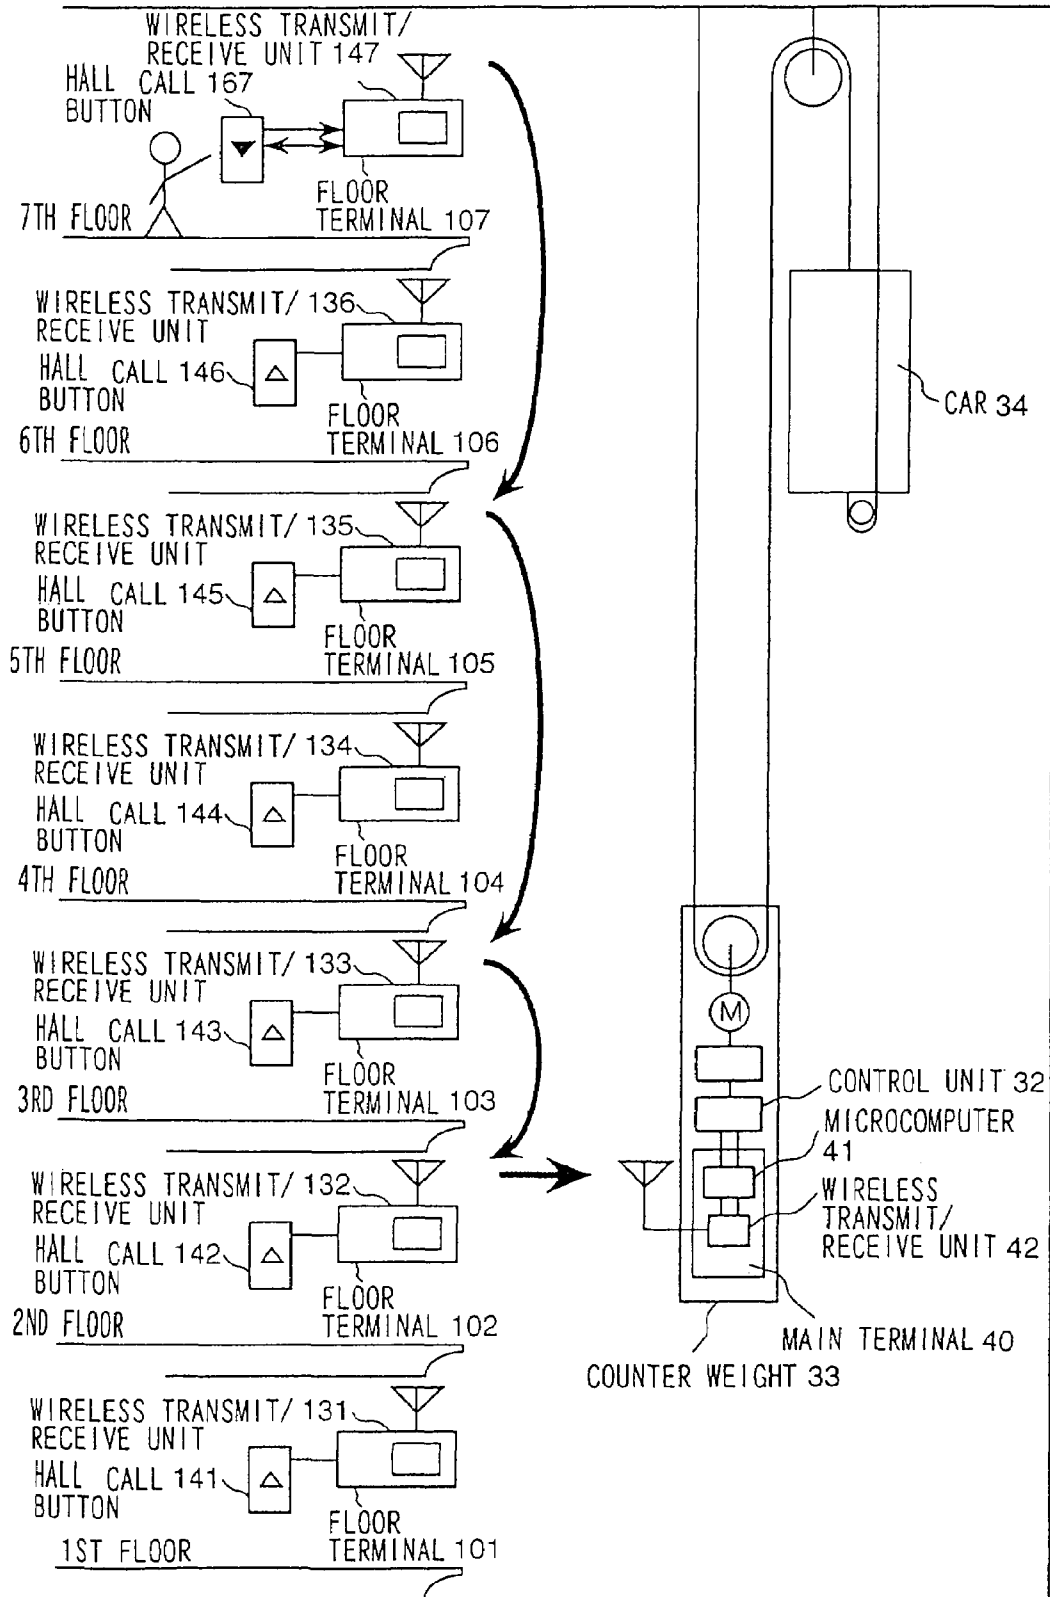 WIRELESS TRANSMIT/
RECEIVE UNIT 147
HALL CALL 167
BUTTON
FLOOR
TERMINAL 107
7TH FLOOR
WIRELESS TRANSMIT/ 136
RECEIVE UNIT
HALL CALL 146
BUTTON
FLOOR
TERMINAL 106
6TH FLOOR
CAR 34
WIRELESS TRANSMIT/ 135
RECEIVE UNIT
HALL CALL 145
BUTTON
FLOOR
TERMINAL 105
5TH FLOOR
WIRELESS TRANSMIT/ 134
RECEIVE UNIT
HALL CALL 144
BUTTON
FLOOR
TERMINAL 104
4TH FLOOR
WIRELESS TRANSMIT/ 133
RECEIVE UNIT
HALL CALL 143
BUTTON
FLOOR
TERMINAL 103
3RD FLOOR
M
CONTROL UNIT 32
MICROCOMPUTER
41
WIRELESS
TRANSMIT/
RECEIVE UNIT 42
MAIN TERMINAL 40
COUNTER WEIGHT 33
WIRELESS TRANSMIT/ 132
RECEIVE UNIT
HALL CALL 142
BUTTON
FLOOR
TERMINAL 102
2ND FLOOR
WIRELESS TRANSMIT/ 131
RECEIVE UNIT
HALL CALL 141
BUTTON
FLOOR
TERMINAL 101
1ST FLOOR